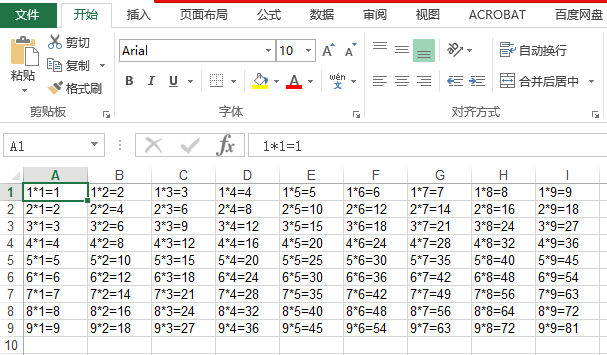 文件 开始 插入 页面布局 公式 数据 审阅 视图 ACROBAT 百度网盘
剪切
复制
格式刷
粘贴
剪贴板
Arial 10 A A
B I U A wén 文
字体
自动换行
合并后居中
对齐方式
A1 fx 1*1=1
A B C D E F G H I
1 1*1=1 1*2=2 1*3=3 1*4=4 1*5=5 1*6=6 1*7=7 1*8=8 1*9=9
2 2*1=2 2*2=4 2*3=6 2*4=8 2*5=10 2*6=12 2*7=14 2*8=16 2*9=18
3 3*1=3 3*2=6 3*3=9 3*4=12 3*5=15 3*6=18 3*7=21 3*8=24 3*9=27
4 4*1=4 4*2=8 4*3=12 4*4=16 4*5=20 4*6=24 4*7=28 4*8=32 4*9=36
5 5*1=5 5*2=10 5*3=15 5*4=20 5*5=25 5*6=30 5*7=35 5*8=40 5*9=45
6 6*1=6 6*2=12 6*3=18 6*4=24 6*5=30 6*6=36 6*7=42 6*8=48 6*9=54
7 7*1=7 7*2=14 7*3=21 7*4=28 7*5=35 7*6=42 7*7=49 7*8=56 7*9=63
8 8*1=8 8*2=16 8*3=24 8*4=32 8*5=40 8*6=48 8*7=56 8*8=64 8*9=72
9 9*1=9 9*2=18 9*3=27 9*4=36 9*5=45 9*6=54 9*7=63 9*8=72 9*9=81
10